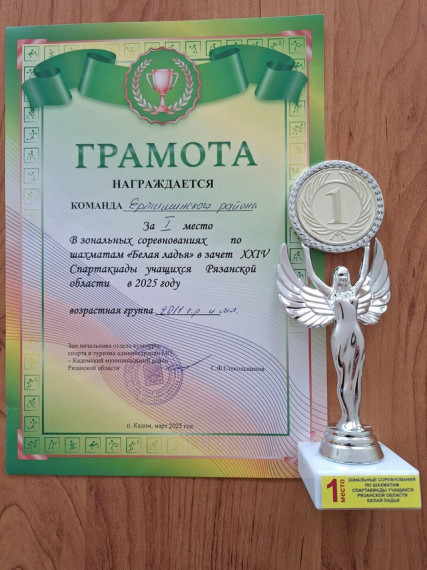 ГРАМОТА
НАГРАЖДАЕТСЯ
КОМАНДА Ермишинского района
За I место
В зональных соревнованиях по
шахматам «Белая ладья» в зачет XXIV
Спартакиады учащихся Рязанской
области в 2025 году
возрастная группа 2011 г.р. и мл.
Зам.начальника отдела культуры,
спорта и туризма администрации МО
– Кадомский муниципальный район
Рязанской области С.Ф.Сокольников
п. Кадом, март 2025 год
1
1 место
ЗОНАЛЬНЫЕ СОРЕВНОВАНИЯ
ПО ШАХМАТАМ
СПАРТАКИАДЫ УЧАЩИХСЯ
РЯЗАНСКОЙ ОБЛАСТИ
БЕЛАЯ ЛАДЬЯ